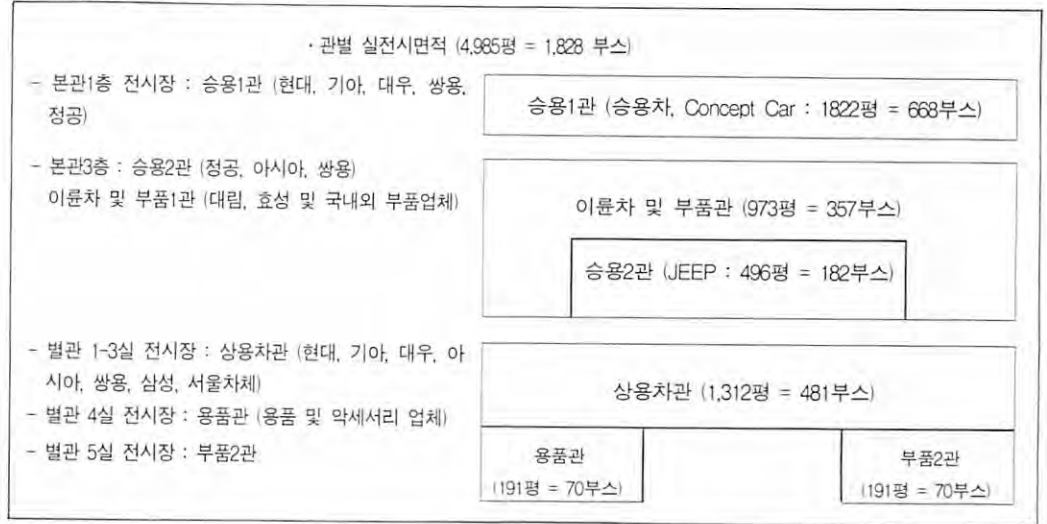 · 관별 실전시면적 (4,985평 = 1,828 부스)
- 본관1층 전시장 : 승용1관 (현대, 기아, 대우, 쌍용,
정공)
승용1관 (승용차, Concept Car : 1822평 = 668부스)
- 본관3층 : 승용2관 (정공, 아시아, 쌍용)
이륜차 및 부품1관 (대림, 효성 및 국내외 부품업체)
이륜차 및 부품관 (973평 = 357부스)
승용2관 (JEEP : 496평 = 182부스)
- 별관 1-3실 전시장 : 상용차관 (현대, 기아, 대우, 아
시아, 쌍용, 삼성, 서울차체)
- 별관 4실 전시장 : 용품관 (용품 및 악세서리 업체)
- 별관 5실 전시장 : 부품2관
상용차관 (1,312평 = 481부스)
용품관
(191평 = 70부스)
부품2관
(191평 = 70부스)